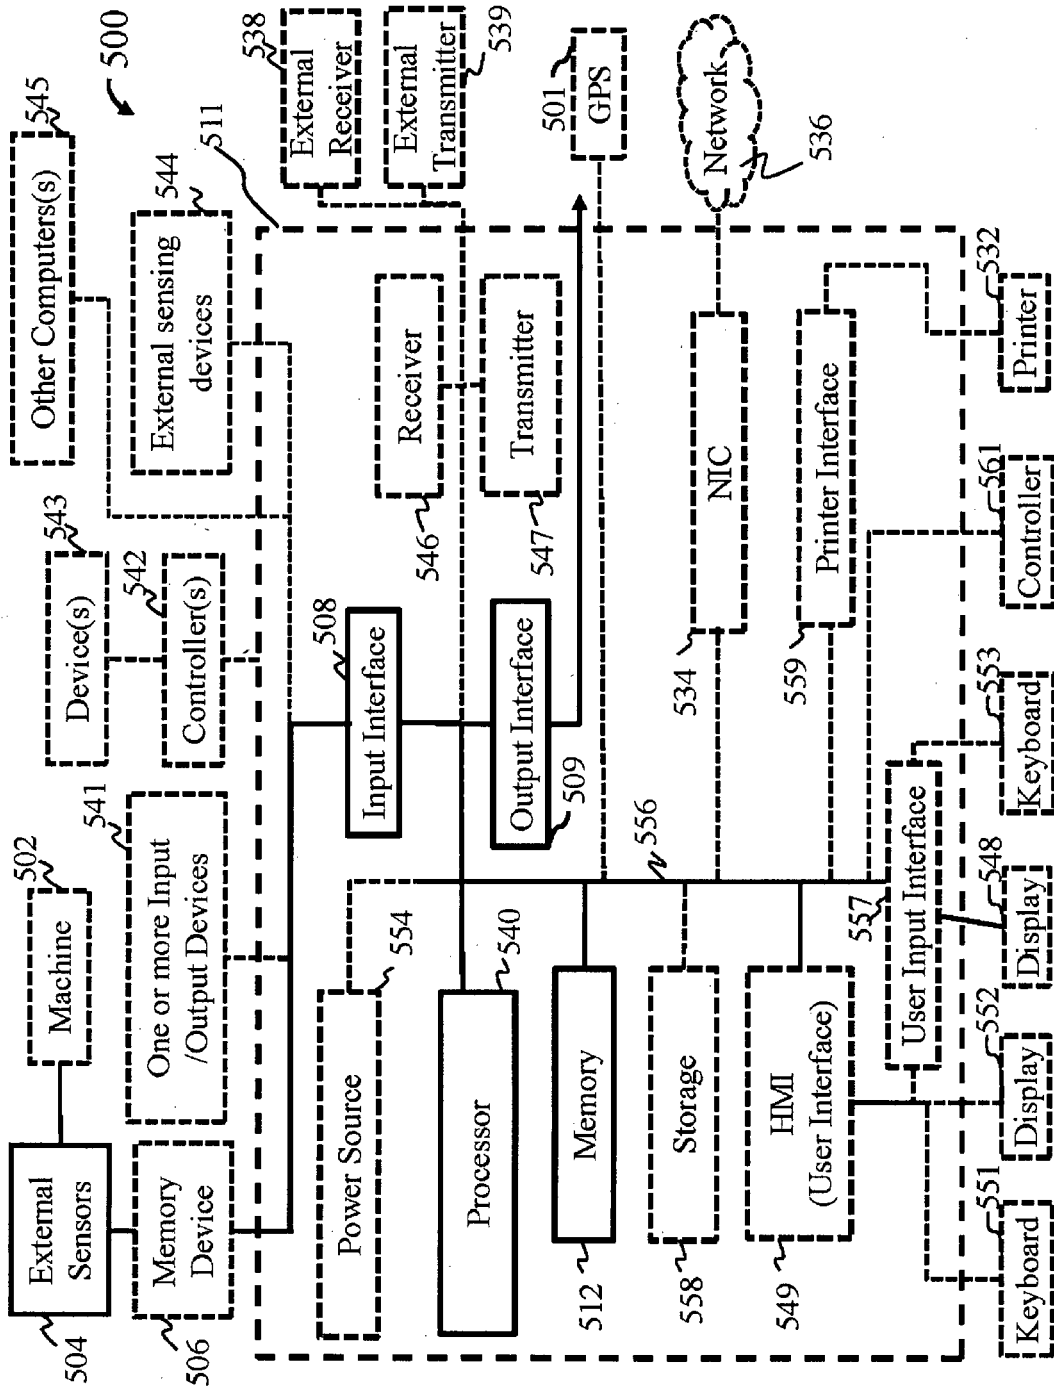 500
504
External
Sensors
502
Machine
506
Memory
Device
541
One or more Input
/Output Devices
543
Device(s)
542
Controller(s)
545
Other Computers(s)
544
External sensing
devices
511
538
External
Receiver
External
Transmitter
539
554
Power Source
508
Input Interface
Receiver
546
Processor
540
Output Interface
509
Transmitter
547
501
GPS
Memory
512
556
Storage
558
534
NIC
Network
536
HMI
(User Interface)
549
559
Printer Interface
557
User Input Interface
551
Keyboard
552
Display
548
Display
553
Keyboard
561
Controller
532
Printer